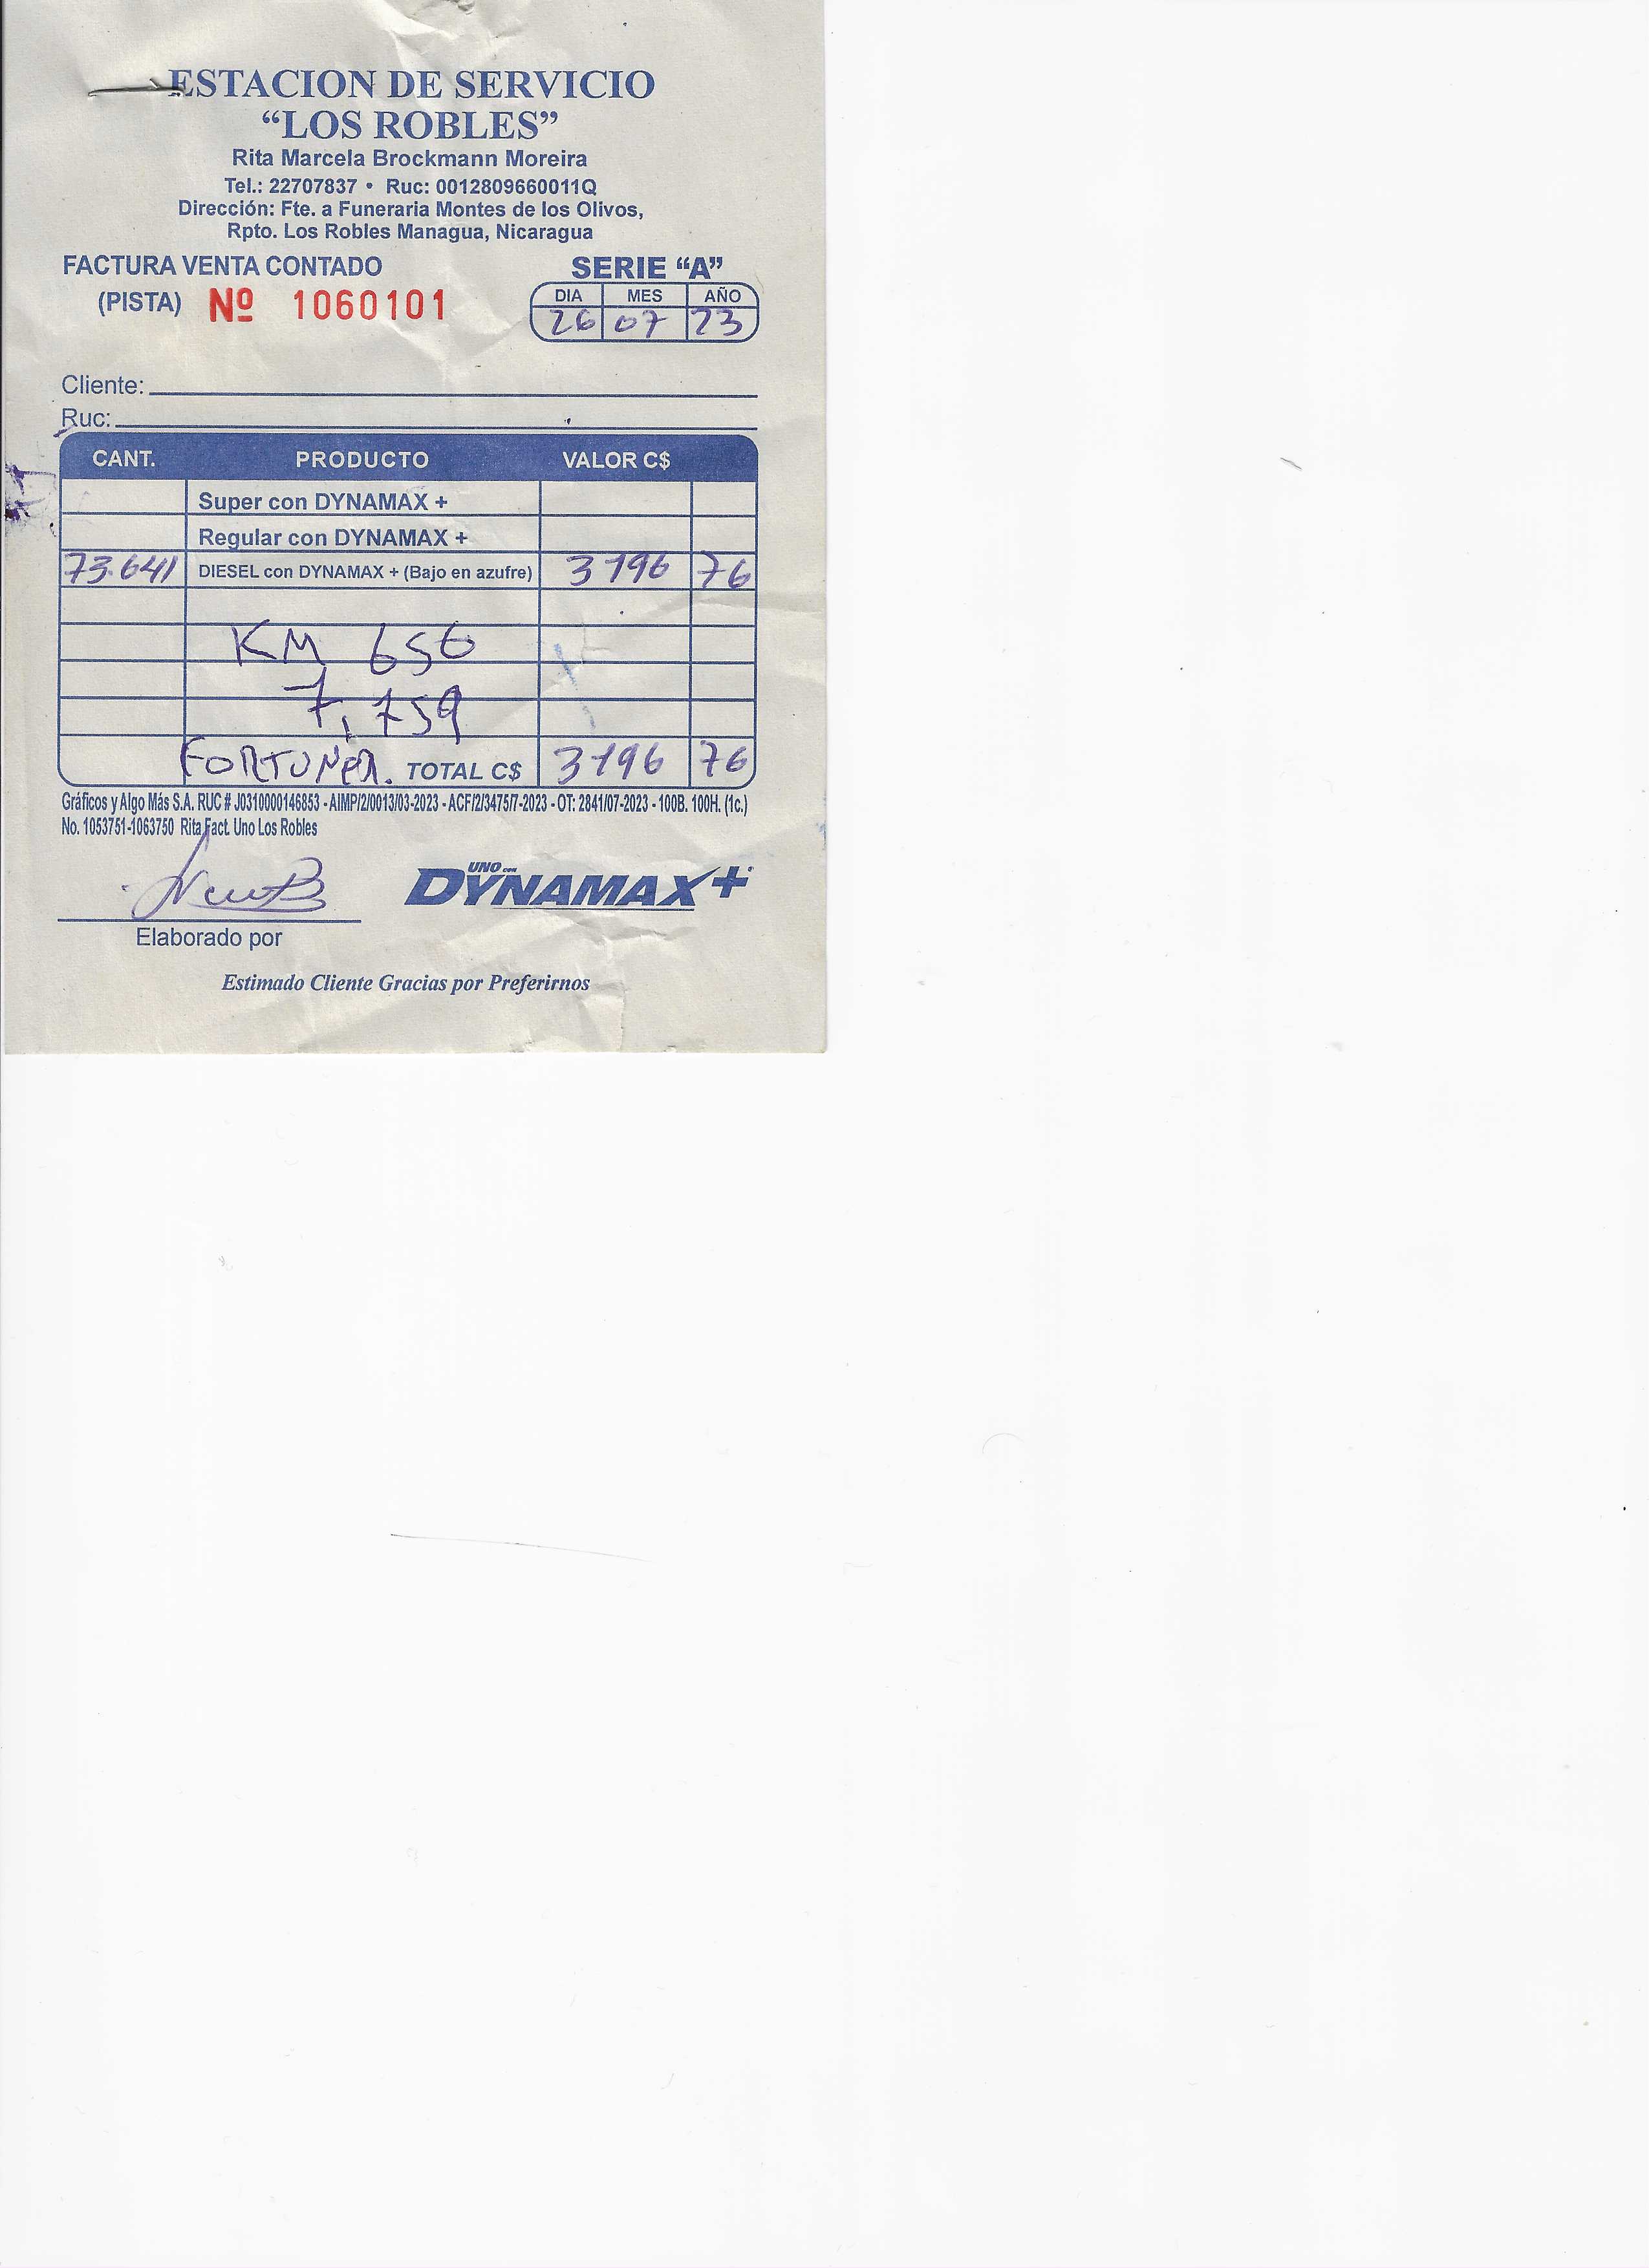 ESTACION DE SERVICIO
“LOS ROBLES”
Rita Marcela Brockmann Moreira
Tel.: 22707837 • Ruc: 0012809660011Q
Dirección: Fte. a Funeraria Montes de los Olivos,
Rpto. Los Robles Managua, Nicaragua
FACTURA VENTA CONTADO
(PISTA) Nº 1060101
SERIE “A”
DIA MES AÑO
26 07 23
Cliente:
Ruc:
CANT. PRODUCTO VALOR C$
Super con DYNAMAX +
Regular con DYNAMAX +
73.641 DIESEL con DYNAMAX + (Bajo en azufre) 3196 76
KM 656
7,759
FORTUNER. TOTAL C$ 3196 76
Gráficos y Algo Más S.A. RUC # J0310000146853 - AIMP/2/0013/03-2023 - ACF/2/3475/7-2023 - OT: 2841/07-2023 - 100B. 100H. (1c.)
No. 1053751-1063750 Rita Fact. Uno Los Robles
UNO con
DYNAMAX+
Elaborado por
Estimado Cliente Gracias por Preferirnos